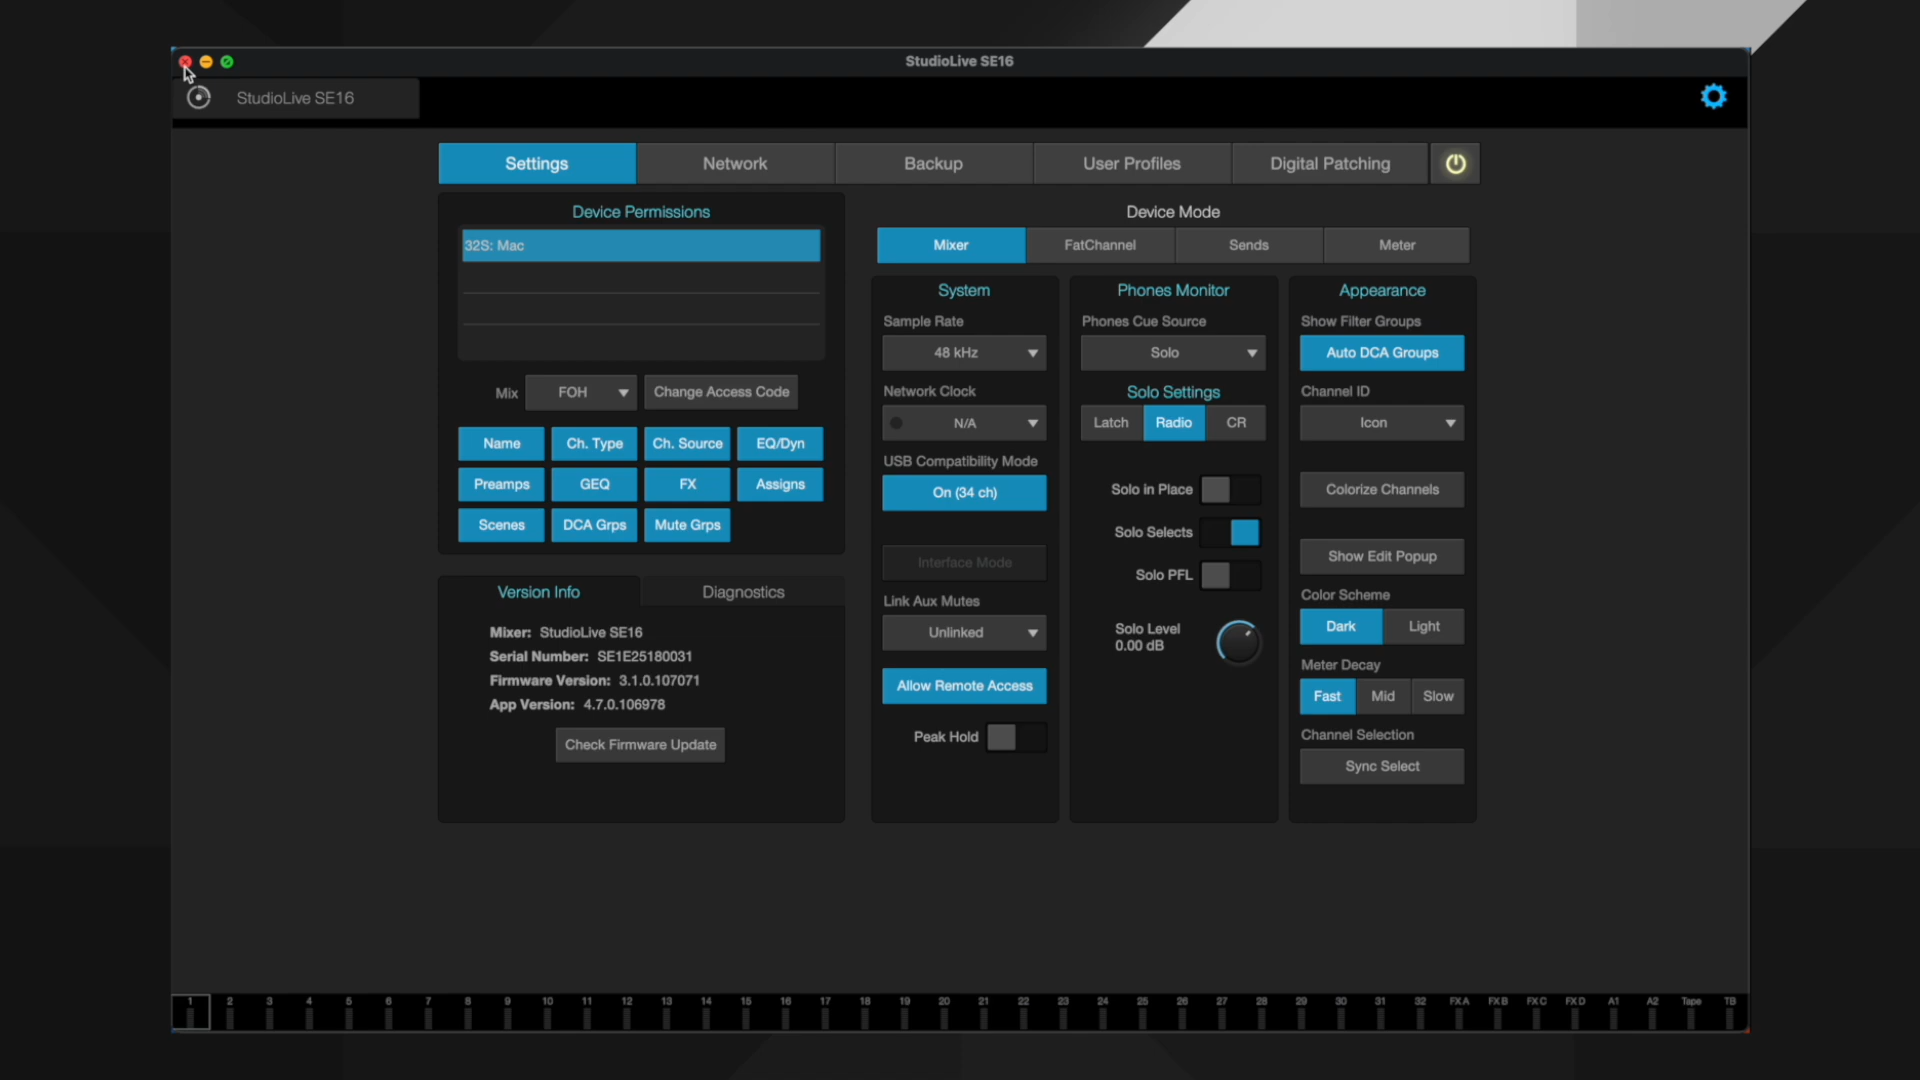 StudioLive SE16
StudioLive SE16
Settings
Network
Backup
User Profiles
Digital Patching
Device Permissions
32S: Mac
Mix
FOH
Change Access Code
Name
Ch. Type
Ch. Source
EQ/Dyn
Preamps
GEQ
FX
Assigns
Scenes
DCA Grps
Mute Grps
Version Info
Diagnostics
Mixer: StudioLive SE16
Serial Number: SE1E25180031
Firmware Version: 3.1.0.107071
App Version: 4.7.0.106978
Check Firmware Update
Device Mode
Mixer
FatChannel
Sends
Meter
System
Sample Rate
48 kHz
Network Clock
N/A
USB Compatibility Mode
On (34 ch)
Interface Mode
Link Aux Mutes
Unlinked
Allow Remote Access
Peak Hold
Phones Monitor
Phones Cue Source
Solo
Solo Settings
Latch
Radio
CR
Solo in Place
Solo Selects
Solo PFL
Solo Level
0.00 dB
Appearance
Show Filter Groups
Auto DCA Groups
Channel ID
Icon
Colorize Channels
Show Edit Popup
Color Scheme
Dark
Light
Meter Decay
Fast
Mid
Slow
Channel Selection
Sync Select
1 2 3 4 5 6 7 8 9 10 11 12 13 14 15 16 17 18 19 20 21 22 23 24 25 26 27 28 29 30 31 32 FX A FX B FX C FX D A1 A2 Tape TB